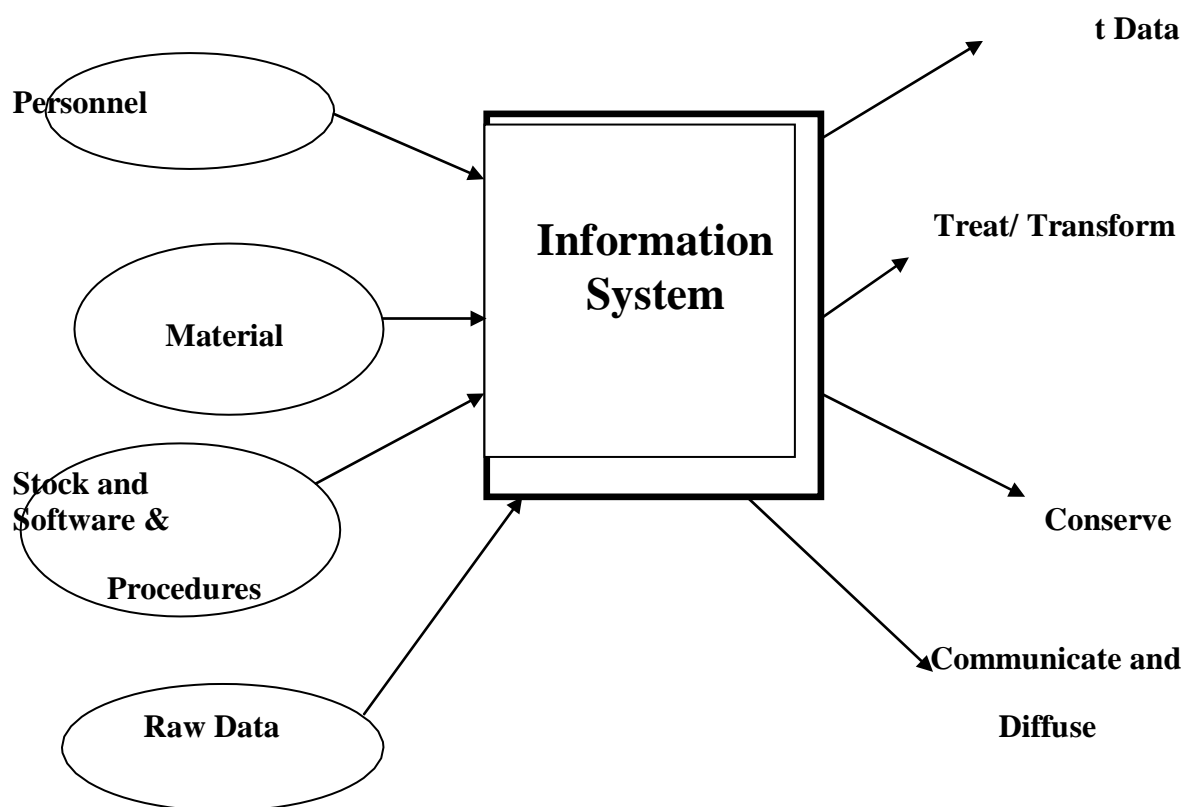 t Data
Personnel
Treat/ Transform
Information
System
Material
Stock and
Software &
Procedures
Conserve
Communicate and
Diffuse
Raw Data